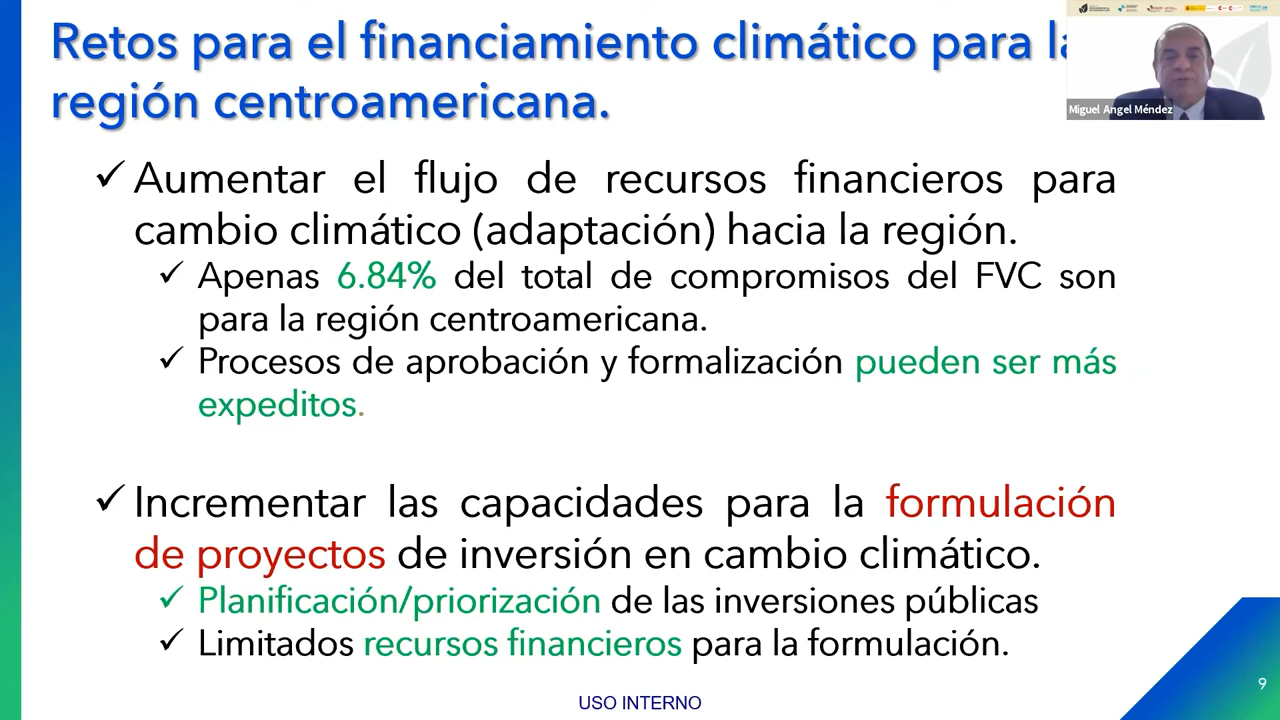 Retos para el financiamiento climático para la
región centroamericana.
Miguel Angel Méndez
✓ Aumentar el flujo de recursos financieros para
cambio climático (adaptación) hacia la región.
✓ Apenas 6.84% del total de compromisos del FVC son
para la región centroamericana.
✓ Procesos de aprobación y formalización pueden ser más
expeditos.
✓ Incrementar las capacidades para la formulación
de proyectos de inversión en cambio climático.
✓ Planificación/priorización de las inversiones públicas
✓ Limitados recursos financieros para la formulación.
9
USO INTERNO